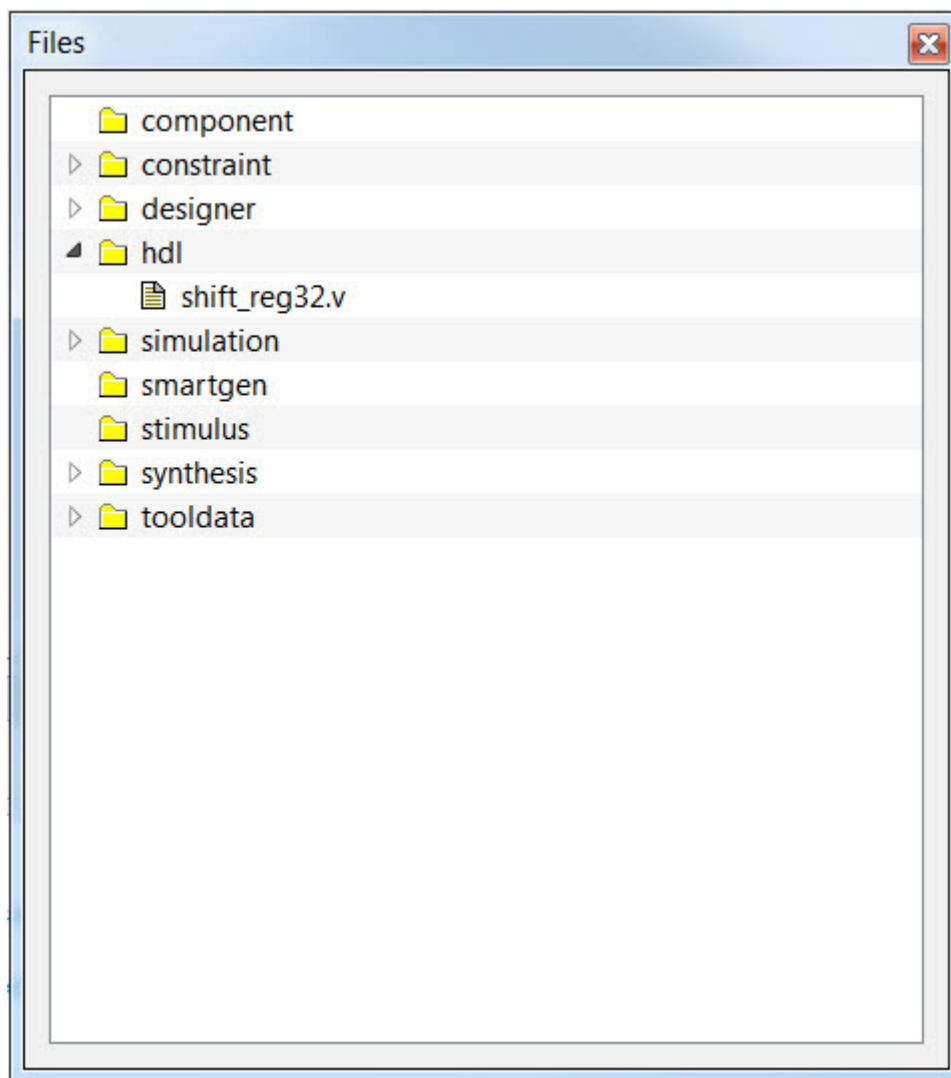 Files
component
constraint
designer
hdl
shift_reg32.v
simulation
smartgen
stimulus
synthesis
tooldata